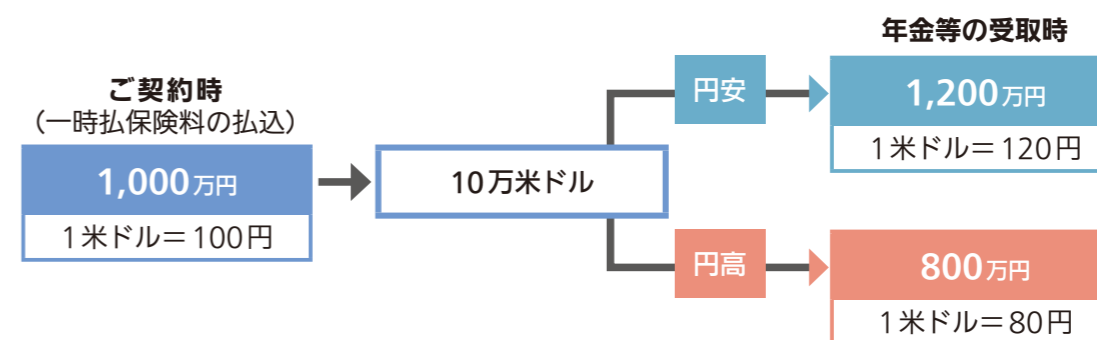 ご契約時
（一時払保険料の払込）
1,000万円
1米ドル＝100円
10万米ドル
円安
円高
年金等の受取時
1,200万円
1米ドル＝120円
800万円
1米ドル＝80円